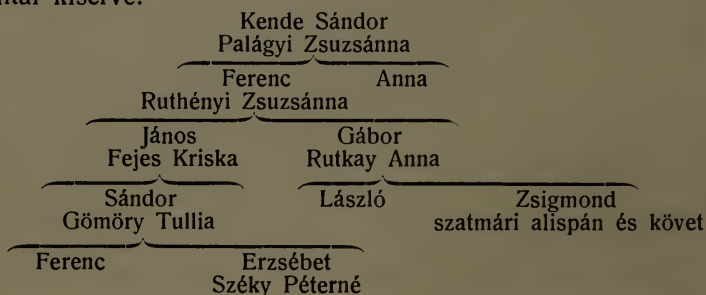 kisérve.
Kende Sándor
Palágyi Zsuzsánna
Ferenc Anna
Ruthényi Zsuzsánna
János Gábor
Fejes Kriska Rutkay Anna
Sándor László Zsigmond
Gömöry Tullia szatmári alispán és követ
Ferenc Erzsébet
Széky Péterné